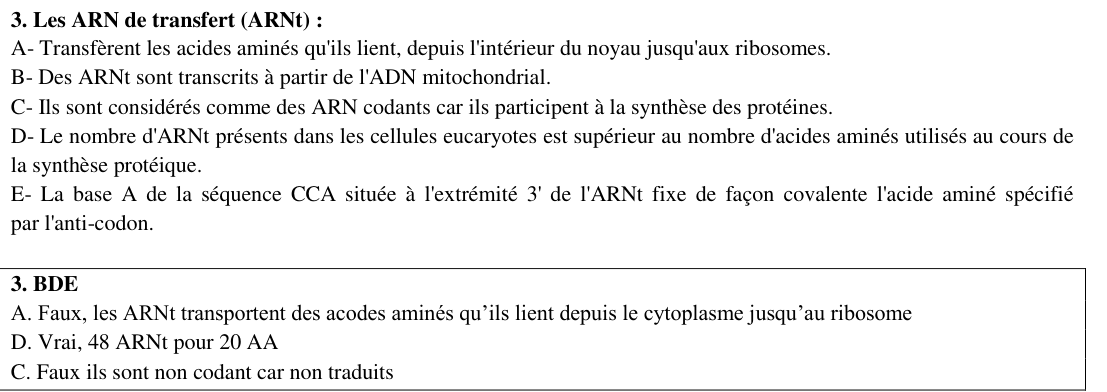 3. Les ARN de transfert (ARNt) :
A- Transfèrent les acides aminés qu'ils lient, depuis l'intérieur du noyau jusqu'aux ribosomes.
B- Des ARNt sont transcrits à partir de l'ADN mitochondrial.
C- Ils sont considérés comme des ARN codants car ils participent à la synthèse des protéines.
D- Le nombre d'ARNt présents dans les cellules eucaryotes est supérieur au nombre d'acides aminés utilisés au cours de
la synthèse protéique.
E- La base A de la séquence CCA située à l'extrémité 3' de l'ARNt fixe de façon covalente l'acide aminé spécifié
par l'anti-codon.
3. BDE
A. Faux, les ARNt transportent des acodes aminés qu’ils lient depuis le cytoplasme jusqu’au ribosome
D. Vrai, 48 ARNt pour 20 AA
C. Faux ils sont non codant car non traduits